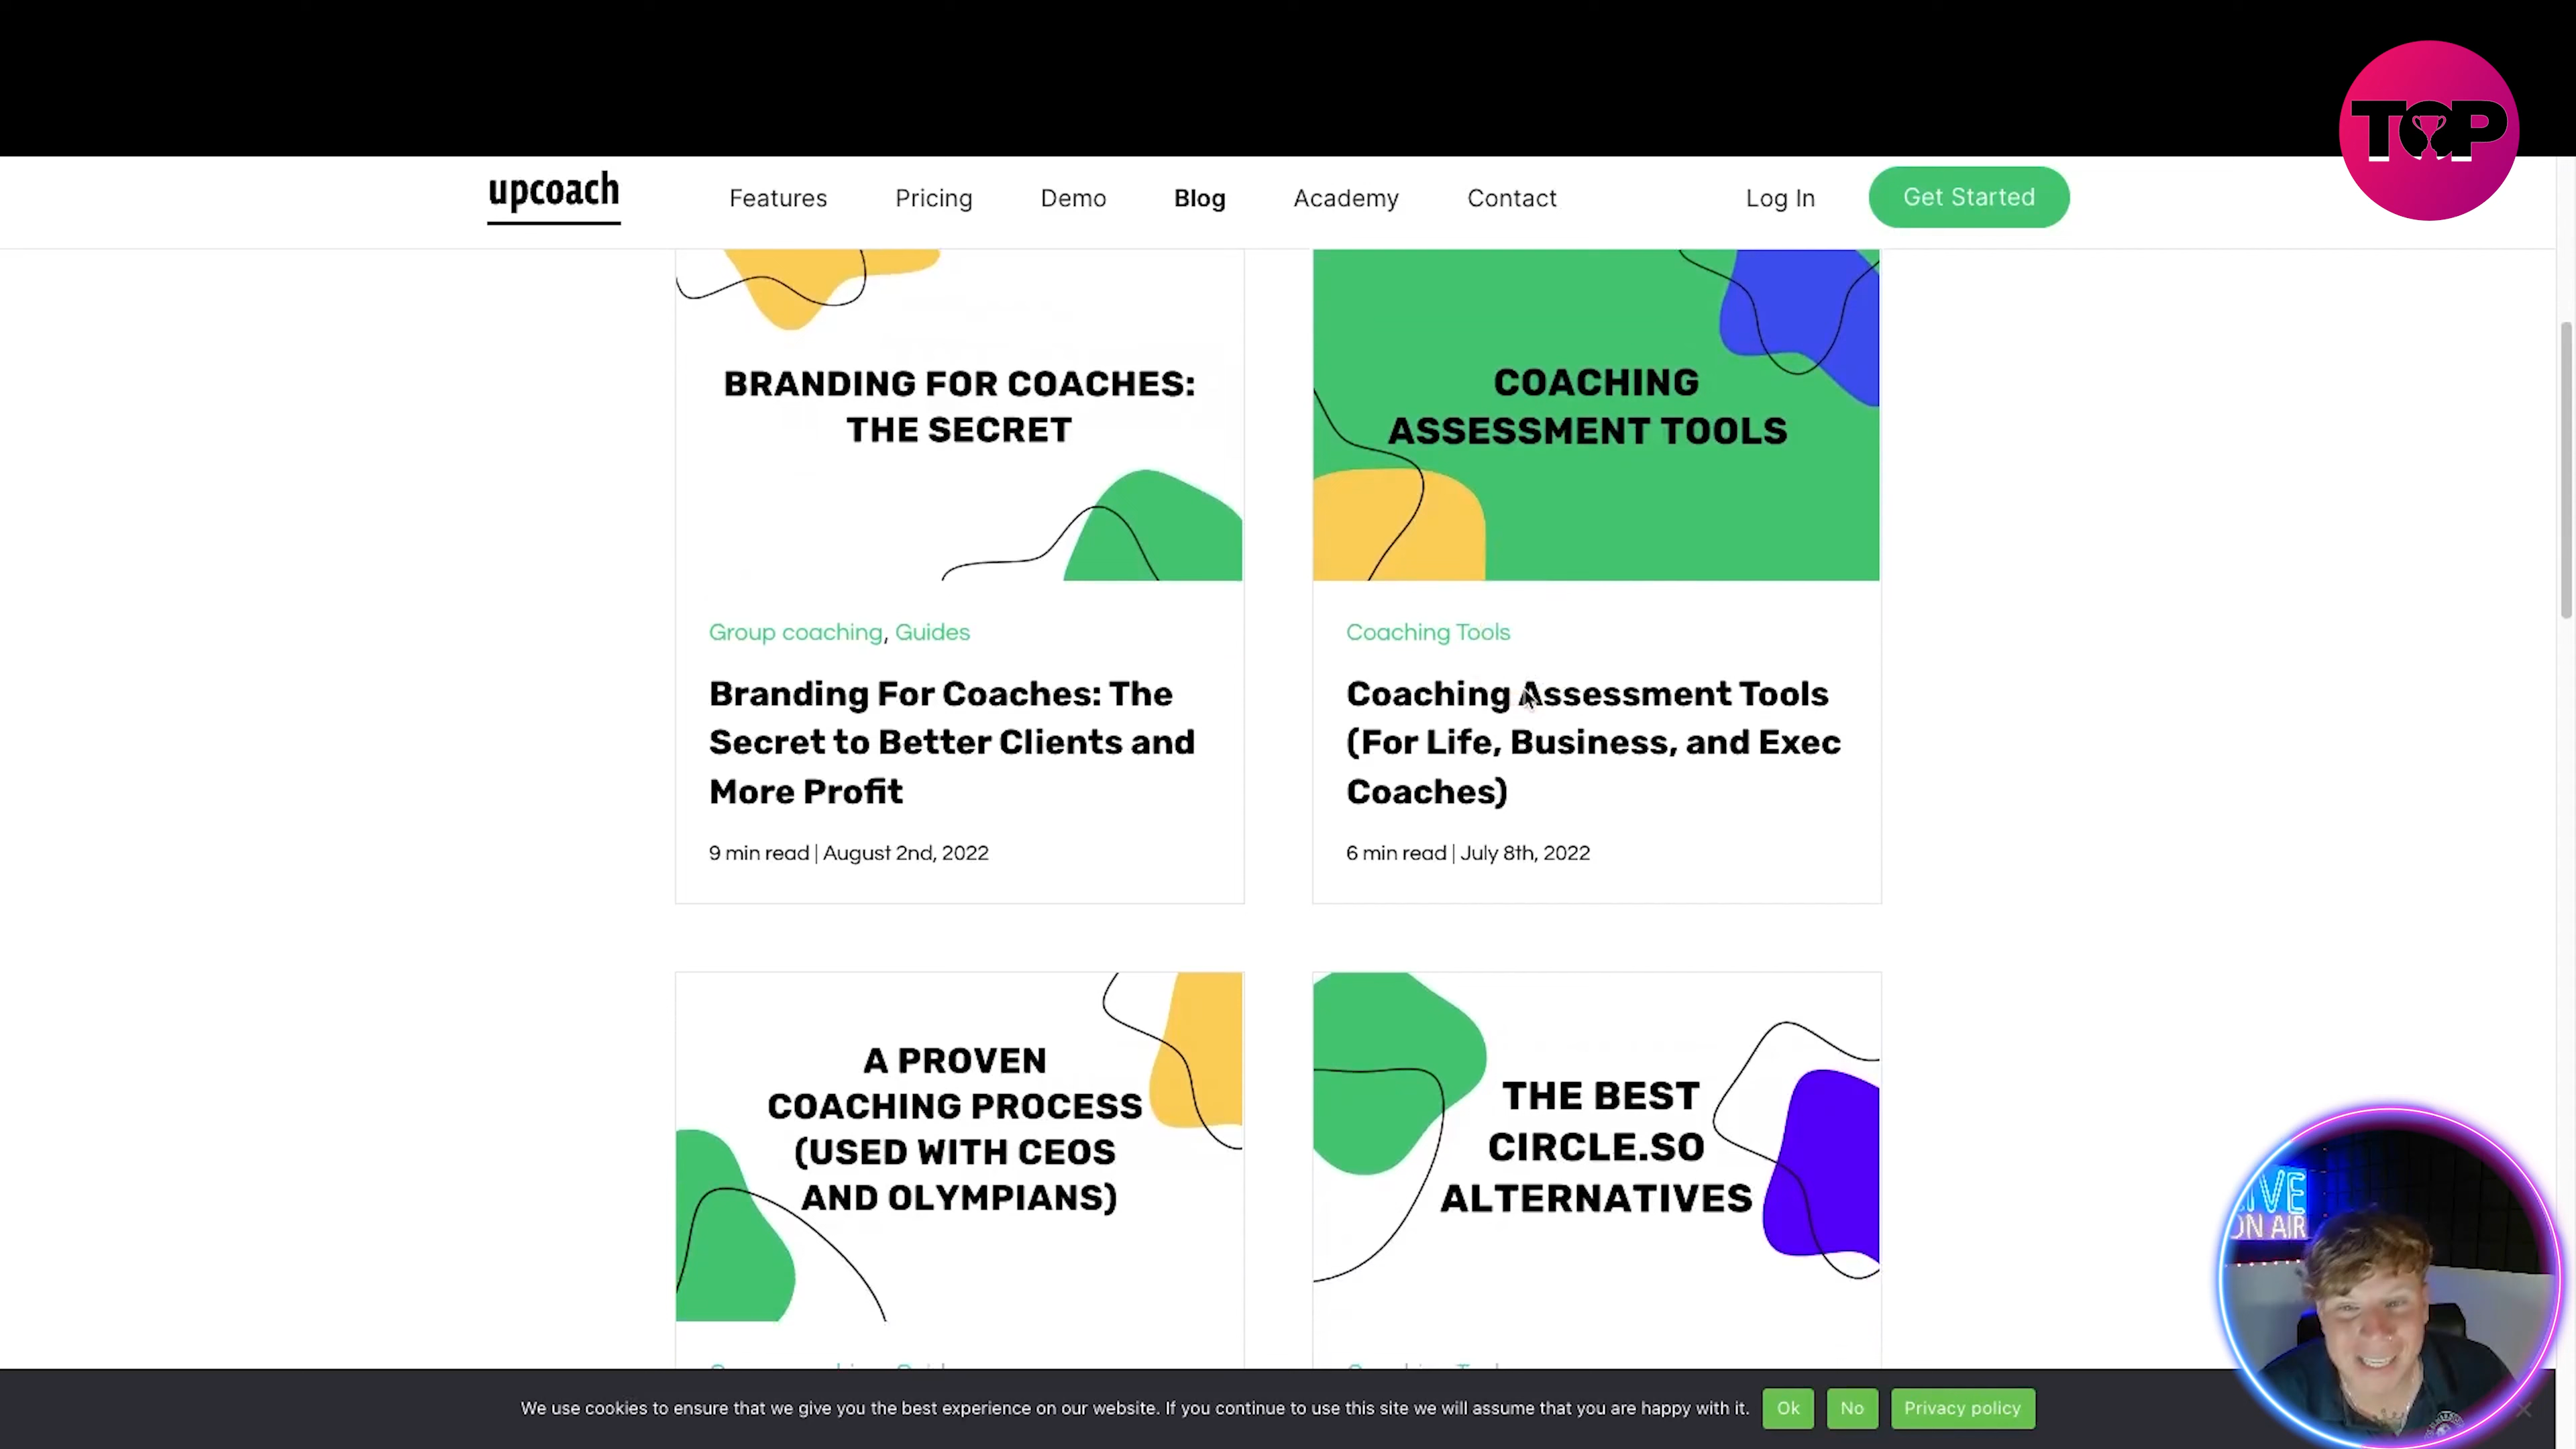 TOP
upcoach
Features
Pricing
Demo
Blog
Academy
Contact
Log In
Get Started
BRANDING FOR COACHES:
THE SECRET
Group coaching, Guides
Branding For Coaches: The
Secret to Better Clients and
More Profit
9 min read | August 2nd, 2022
COACHING
ASSESSMENT TOOLS
Coaching Tools
Coaching Assessment Tools
(For Life, Business, and Exec
Coaches)
6 min read | July 8th, 2022
A PROVEN
COACHING PROCESS
(USED WITH CEOS
AND OLYMPIANS)
THE BEST
CIRCLE.SO
ALTERNATIVES
LIVE
ON AIR
We use cookies to ensure that we give you the best experience on our website. If you continue to use this site we will assume that you are happy with it.
Ok
No
Privacy policy